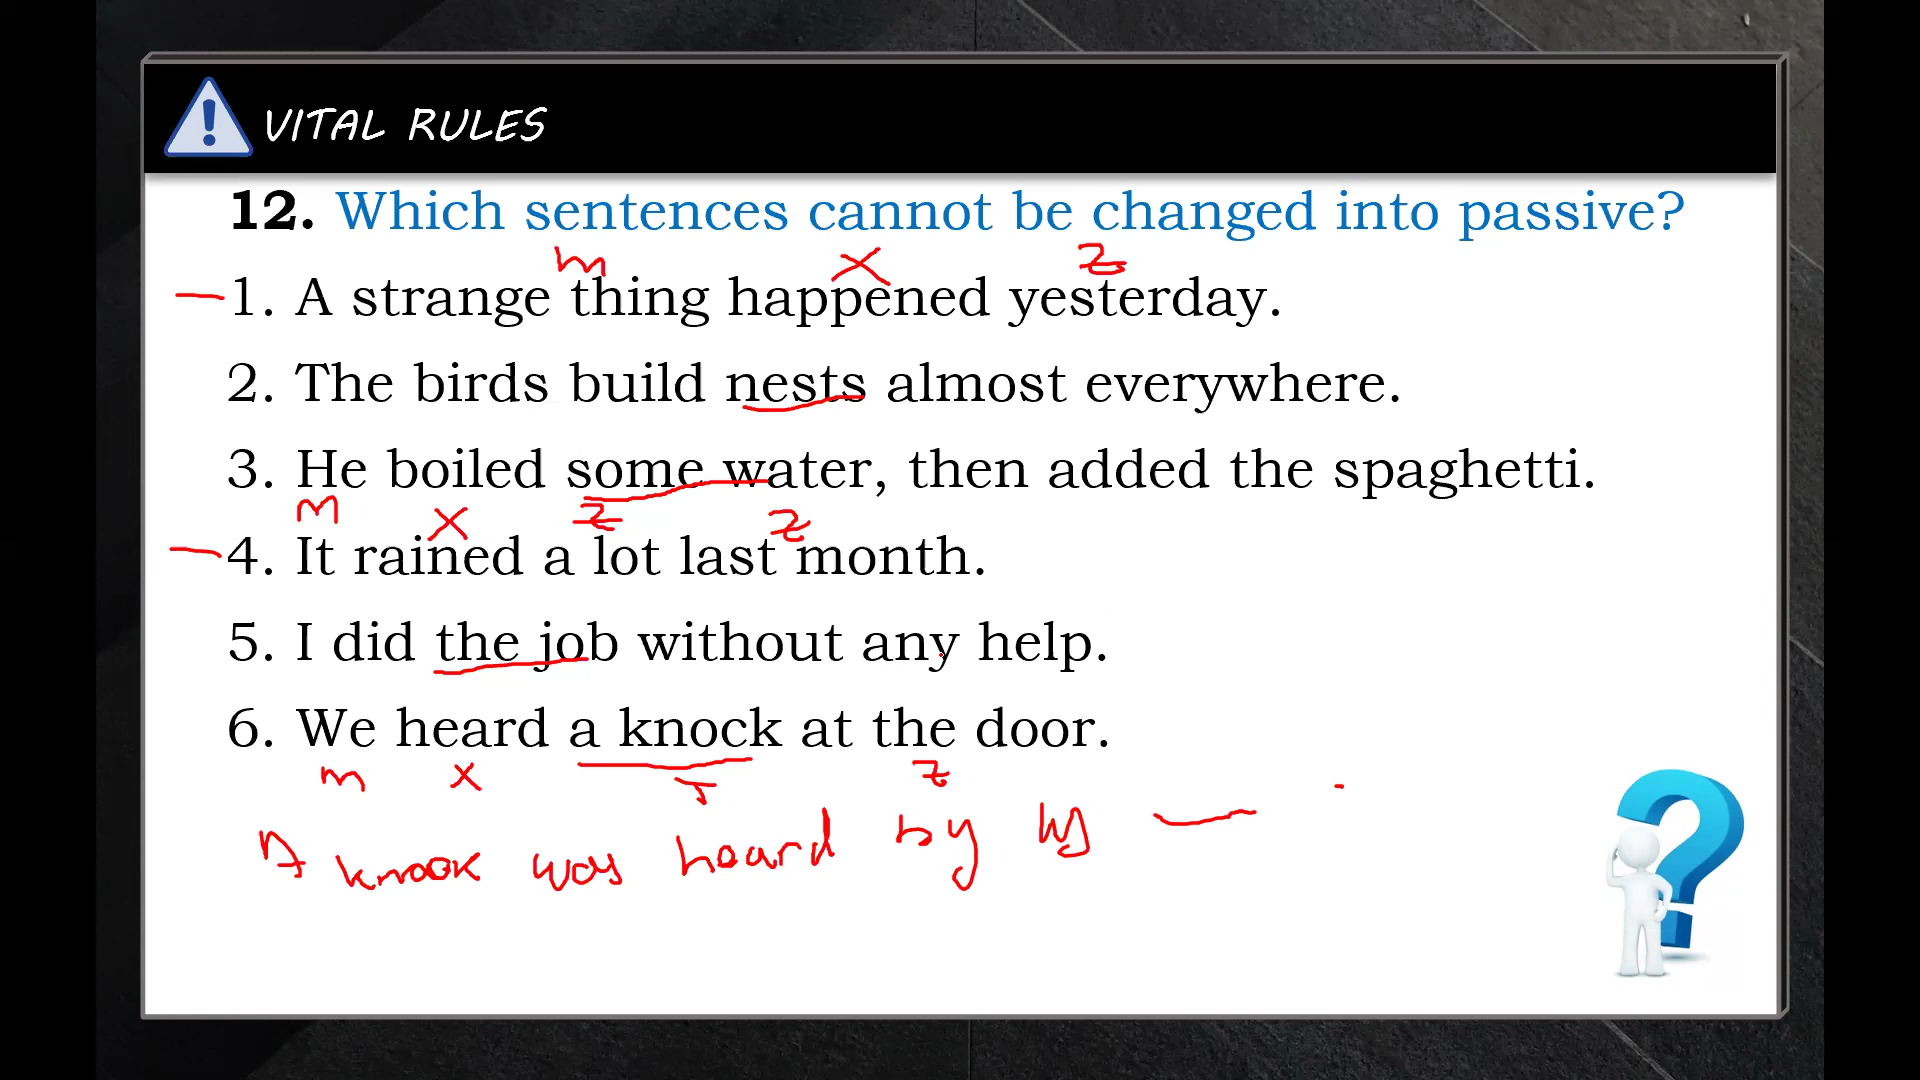 VITAL RULES
12. Which sentences cannot be changed into passive?
m x z
1. A strange thing happened yesterday.
2. The birds build nests almost everywhere.
3. He boiled some water, then added the spaghetti.
m x z z
4. It rained a lot last month.
5. I did the job without any help.
6. We heard a knock at the door.
m x z
A knock was heard by us